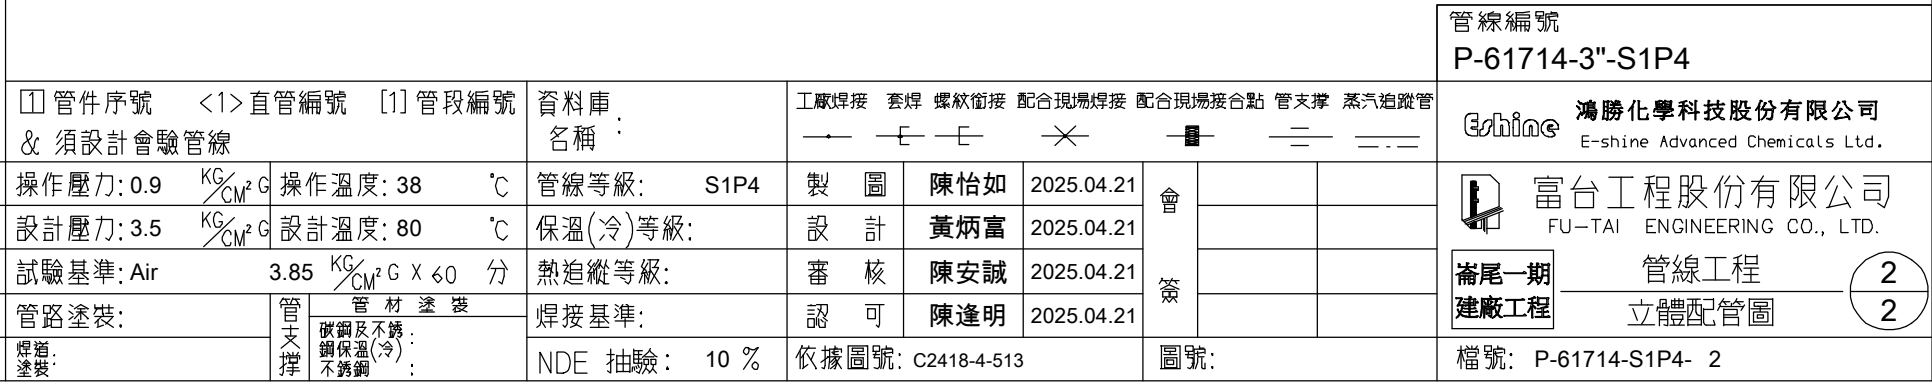 管線編號
P-61714-3"-S1P4
1 管件序號 <1>直管編號 [1]管段編號
& 須設計會驗管線
資料庫
名稱 :
工廠焊接 套焊 螺紋銜接 配合現場焊接 配合現場接合點 管支撐 蒸汽追蹤管
Eshine 鴻勝化學科技股份有限公司
E-shine Advanced Chemicals Ltd.
操作壓力: 0.9 KG/CM² G 操作溫度: 38 °C 管線等級: S1P4 製 圖 陳怡如 2025.04.21
設計壓力: 3.5 KG/CM² G 設計溫度: 80 °C 保溫(冷)等級: 設 計 黃炳富 2025.04.21
試驗基準: Air 3.85 KG/CM² G X 60 分 熱追縱等級: 審 核 陳安誠 2025.04.21
管路塗裝: 管支撐 管材塗裝 焊接基準: 認 可 陳逢明 2025.04.21
碳鋼及不銹
鋼保溫(冷) :
不銹鋼 :
焊道
塗裝:
NDE 抽驗: 10 % 依據圖號: C2418-4-513 圖號:
會簽
富台工程股份有限公司
FU-TAI ENGINEERING CO., LTD.
崙尾一期
建廠工程
管線工程
立體配管圖
2
2
檔號: P-61714-S1P4- 2